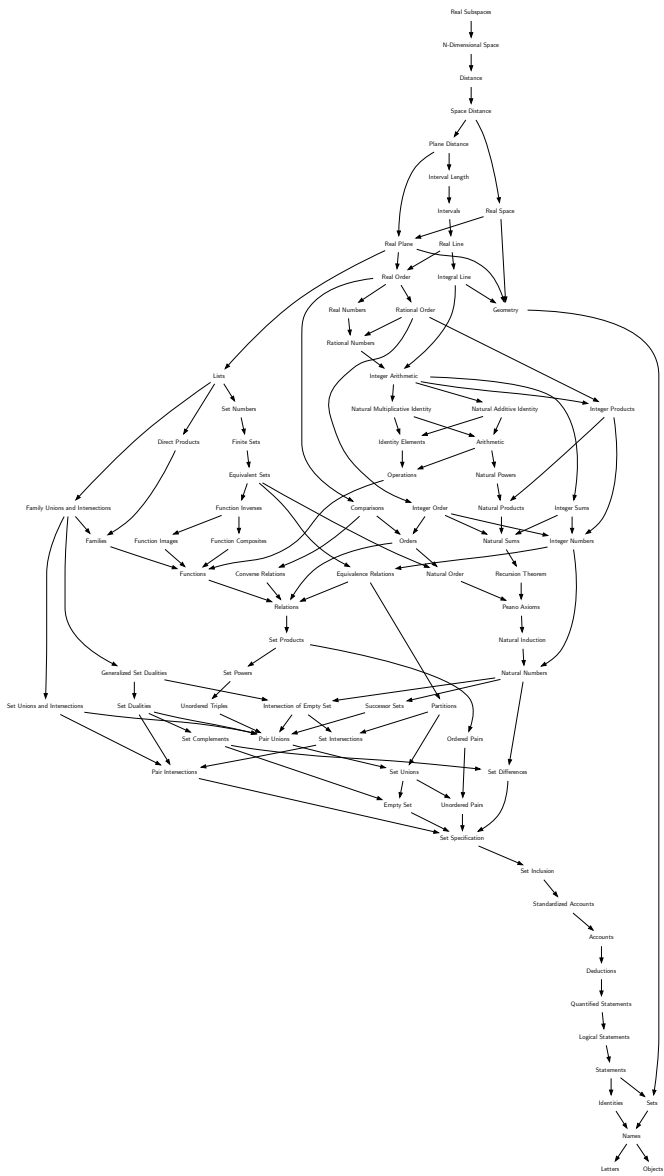 Real Subspaces
N-Dimensional Space
Distance
Space Distance
Plane Distance
Interval Length
Intervals
Real Space
Real Plane
Real Line
Real Order
Integral Line
Real Numbers
Rational Order
Geometry
Rational Numbers
Lists
Integer Arithmetic
Set Numbers
Natural Multiplicative Identity
Natural Additive Identity
Integer Products
Direct Products
Finite Sets
Identity Elements
Arithmetic
Equivalent Sets
Operations
Natural Powers
Family Unions and Intersections
Function Inverses
Comparisons
Integer Order
Natural Products
Integer Sums
Families
Function Images
Function Composites
Orders
Natural Sums
Integer Numbers
Functions
Converse Relations
Equivalence Relations
Natural Order
Recursion Theorem
Relations
Peano Axioms
Set Products
Natural Induction
Generalized Set Dualities
Set Powers
Natural Numbers
Set Unions and Intersections
Set Dualities
Unordered Triples
Intersection of Empty Set
Successor Sets
Partitions
Set Complements
Pair Unions
Set Intersections
Ordered Pairs
Pair Intersections
Set Unions
Set Differences
Empty Set
Unordered Pairs
Set Specification
Set Inclusion
Standardized Accounts
Accounts
Deductions
Quantified Statements
Logical Statements
Statements
Identities
Sets
Names
Letters
Objects